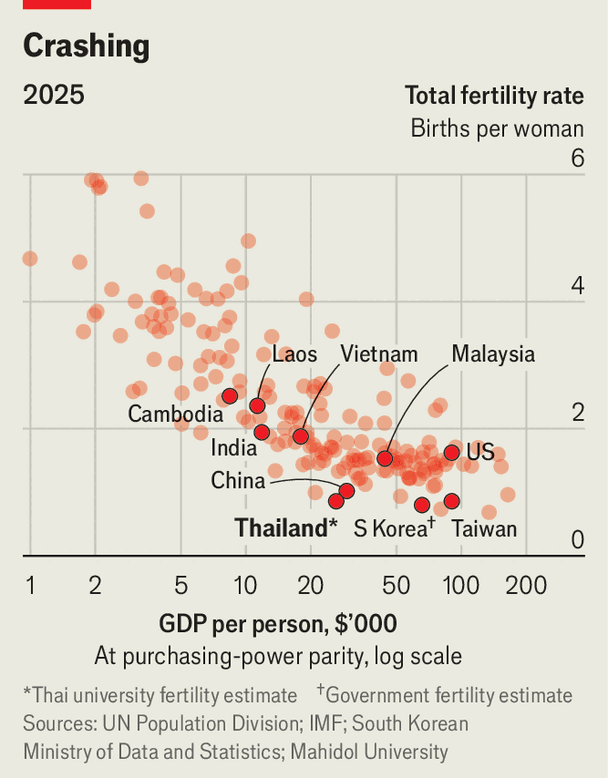 Crashing
2025
Total fertility rate
Births per woman
6
4
Laos
Vietnam
Malaysia
2
Cambodia
India
US
China
Thailand*
S Korea†
Taiwan
0
1 2 5 10 20 50 100 200
GDP per person, $’000
At purchasing-power parity, log scale
*Thai university fertility estimate †Government fertility estimate
Sources: UN Population Division; IMF; South Korean
Ministry of Data and Statistics; Mahidol University